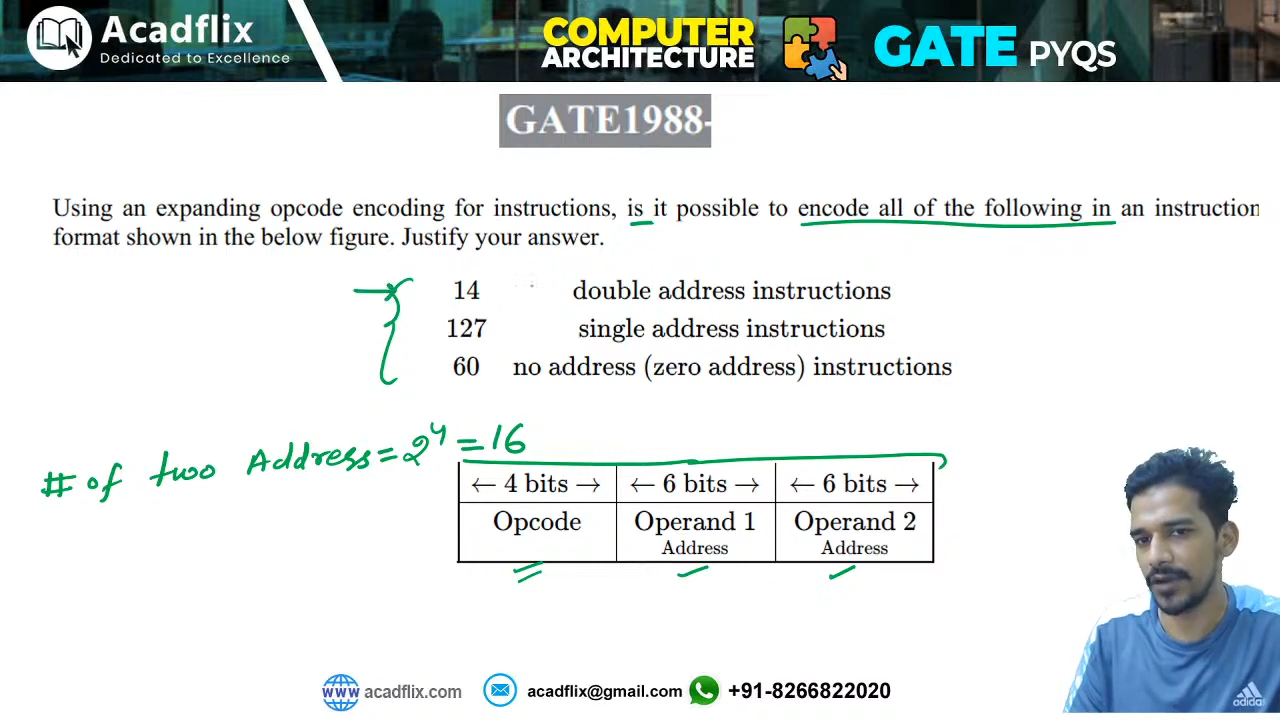 Acadflix
Dedicated to Excellence
COMPUTER
ARCHITECTURE
GATE PYQS
GATE1988-
Using an expanding opcode encoding for instructions, is it possible to encode all of the following in an instruction
format shown in the below figure. Justify your answer.
14 double address instructions
127 single address instructions
60 no address (zero address) instructions
# of two Address = 2^4 = 16
← 4 bits → ← 6 bits → ← 6 bits →
Opcode Operand 1 Operand 2
Address Address
www acadflix.com acadflix@gmail.com +91-8266822020
adidas